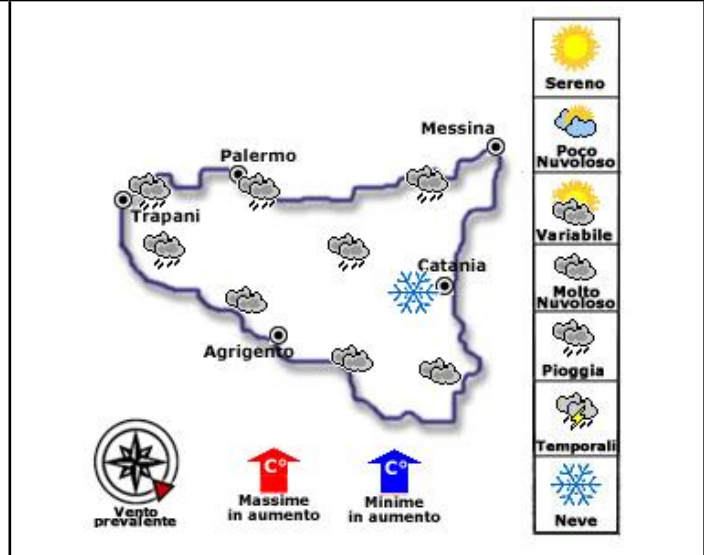 Messina
Palermo
Trapani
Catania
Agrigento
C°
Massime
in aumento
C°
Minime
in aumento
Vento
prevalente
Sereno
Poco
Nuvoloso
Variabile
Molto
Nuvoloso
Pioggia
Temporali
Neve